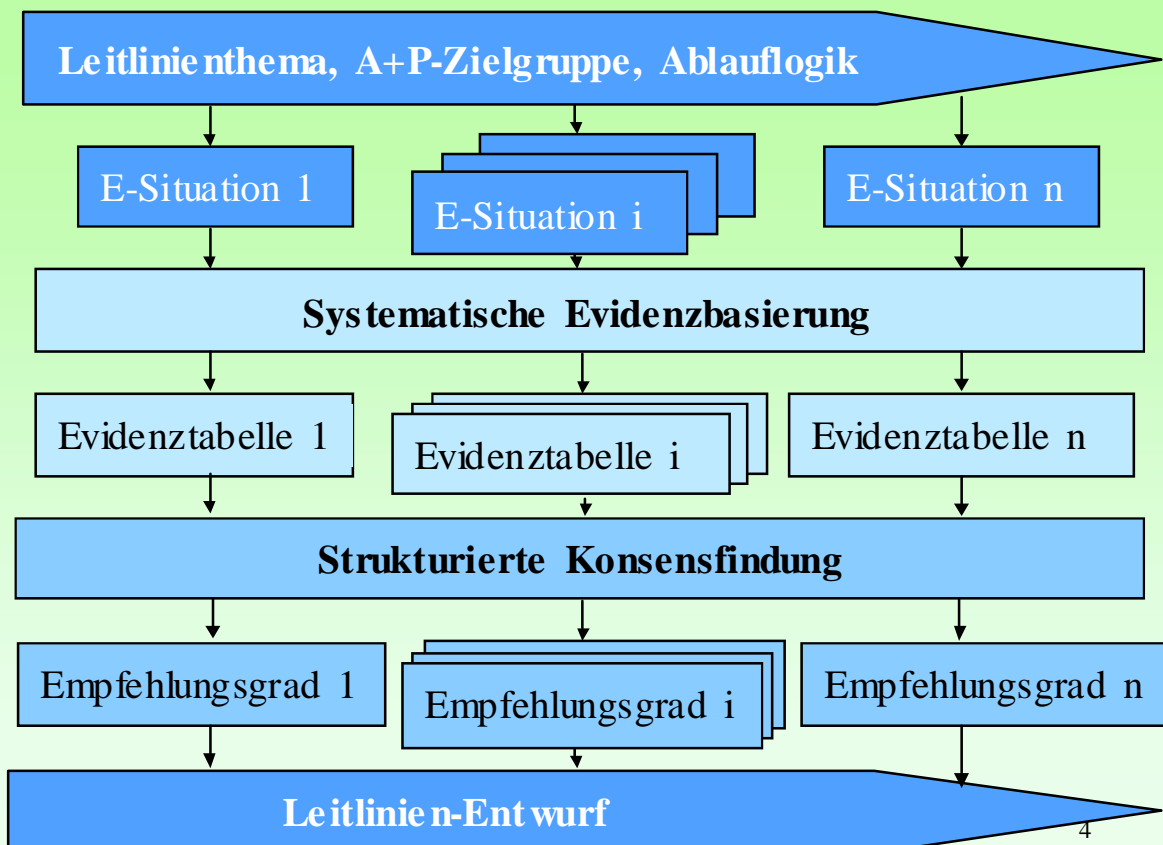 Leitlinienthema, A+P-Zielgruppe, Ablauflogik
E-Situation 1
E-Situation i
E-Situation n
Systematische Evidenzbasierung
Evidenztabelle 1
Evidenztabelle i
Evidenztabelle n
Strukturierte Konsensfindung
Empfehlungsgrad 1
Empfehlungsgrad i
Empfehlungsgrad n
Leitlinien-Entwurf
4